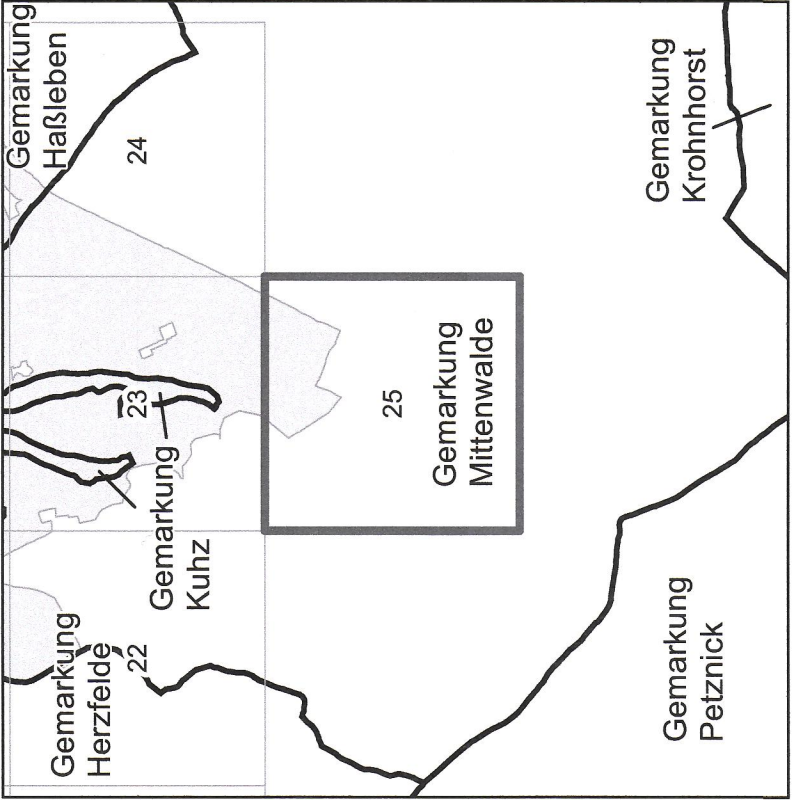 Gemarkung
Haßleben
24
Gemarkung
Krohnhorst
23
25
Gemarkung
Mittenwalde
Gemarkung
Kuhz
22
Gemarkung
Herzfelde
Gemarkung
Petznick